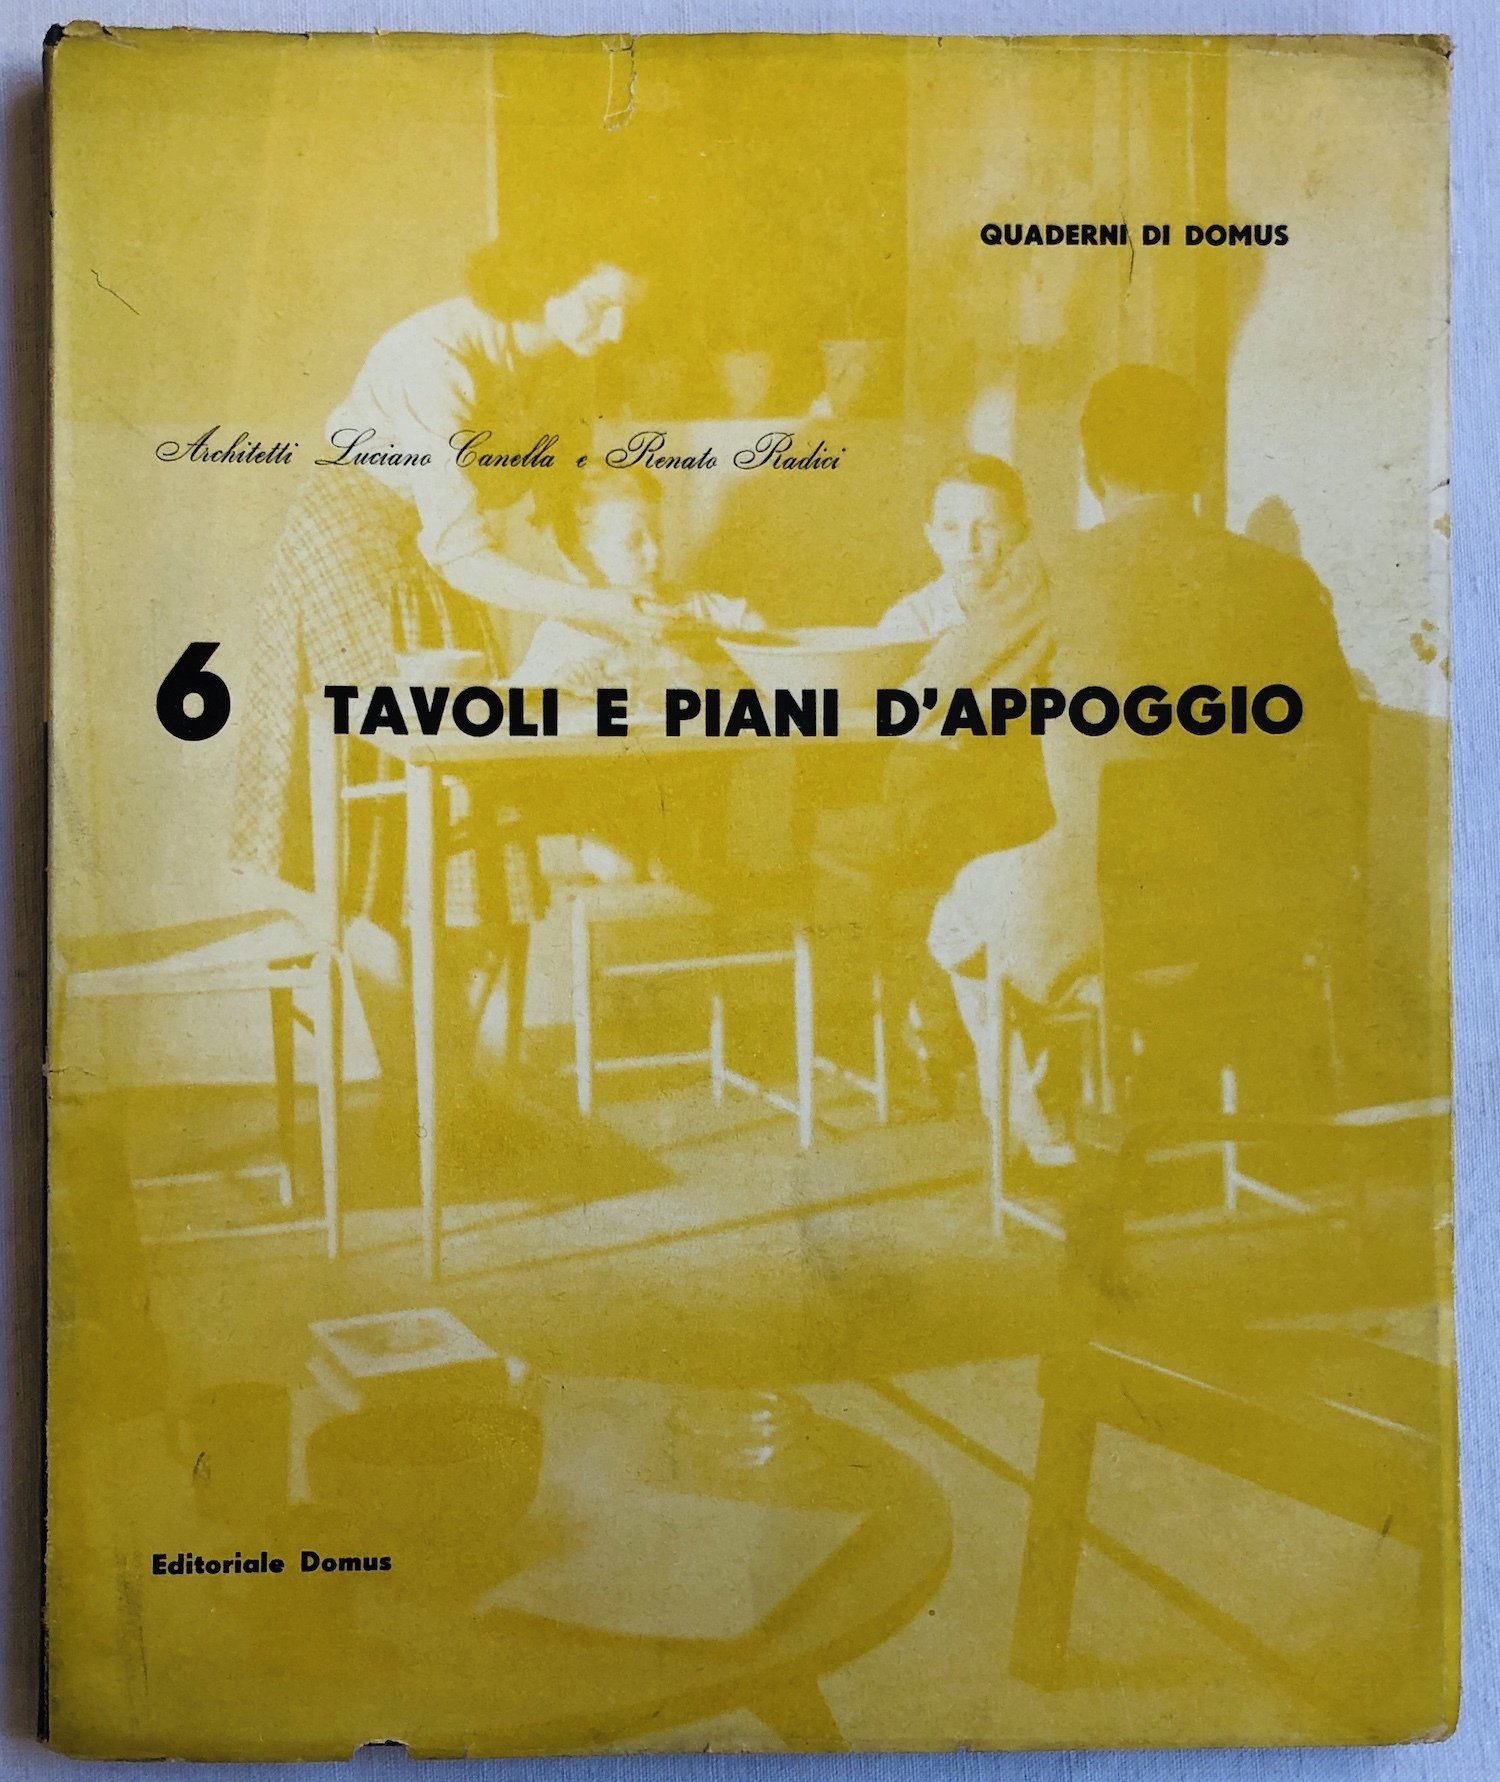 QUADERNI DI DOMUS
Architetti Luciano Canella e Renato Radici
6 TAVOLI E PIANI D'APPOGGIO
Editoriale Domus